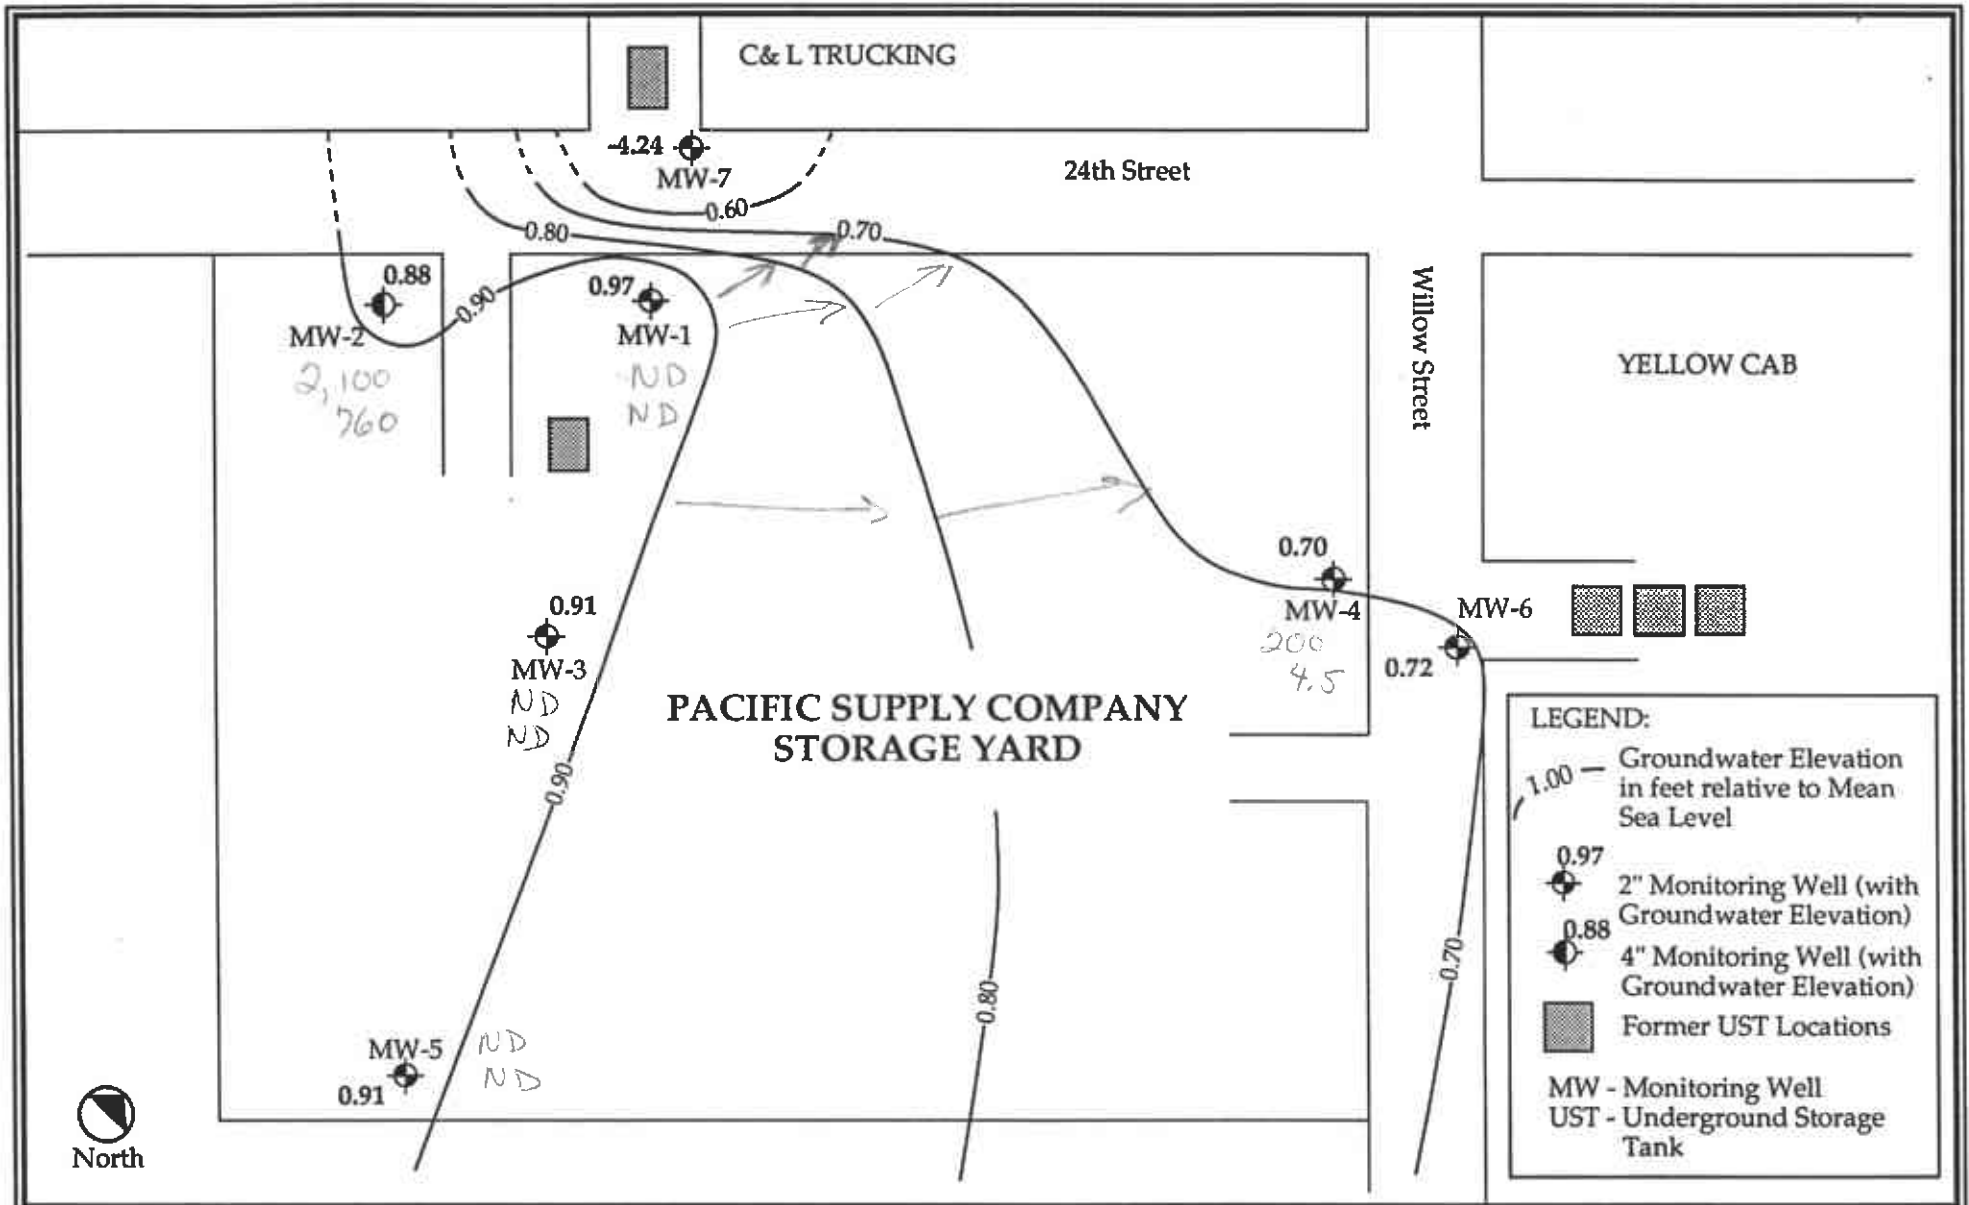 C& L TRUCKING
-4.24
MW-7
24th Street
0.60
0.80
0.70
0.88
0.90
0.97
MW-2
MW-1
2,100
760
ND
ND
Willow Street
YELLOW CAB
0.70
0.91
MW-4
MW-6
MW-3
200
0.72
4.5
ND
ND
PACIFIC SUPPLY COMPANY
STORAGE YARD
0.90
0.80
0.70
MW-5
ND
ND
0.91
North
LEGEND:
1.00
Groundwater Elevation
in feet relative to Mean
Sea Level
0.97
2" Monitoring Well (with
Groundwater Elevation)
0.88
4" Monitoring Well (with
Groundwater Elevation)
Former UST Locations
MW - Monitoring Well
UST - Underground Storage
Tank